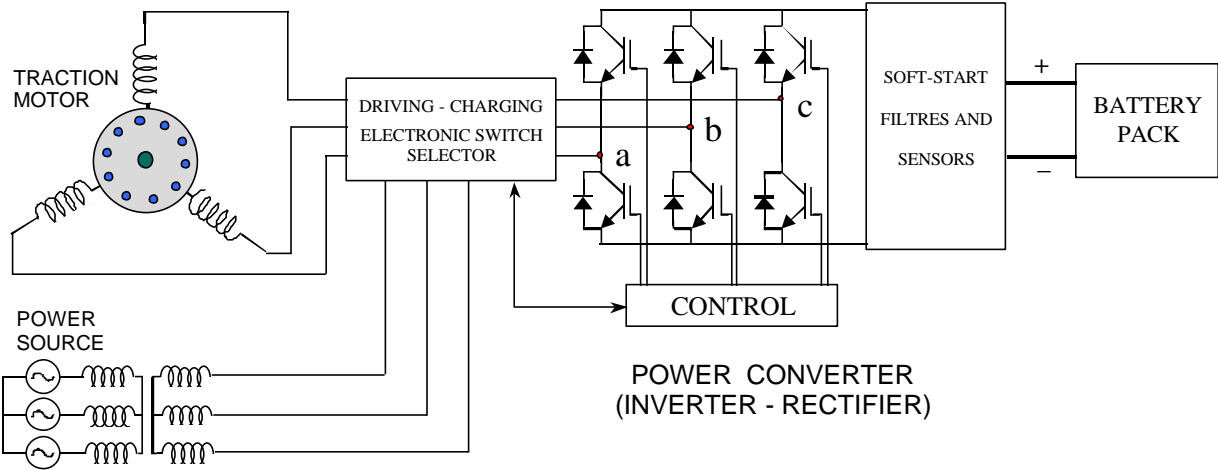 TRACTION
MOTOR
DRIVING - CHARGING
ELECTRONIC SWITCH
SELECTOR
a
b
c
SOFT-START
FILTRES AND
SENSORS
+
−
BATTERY
PACK
CONTROL
POWER
SOURCE
POWER CONVERTER
(INVERTER - RECTIFIER)